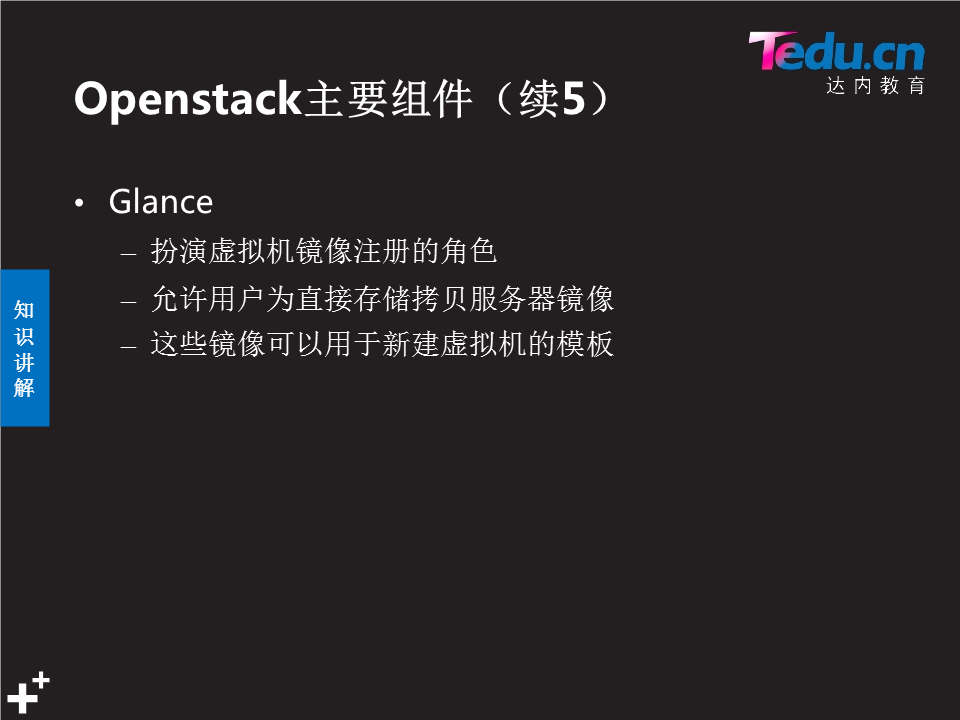 Tedu.cn
达内教育
Openstack主要组件（续5）
• Glance
– 扮演虚拟机镜像注册的角色
– 允许用户为直接存储拷贝服务器镜像
– 这些镜像可以用于新建虚拟机的模板
知
识
讲
解